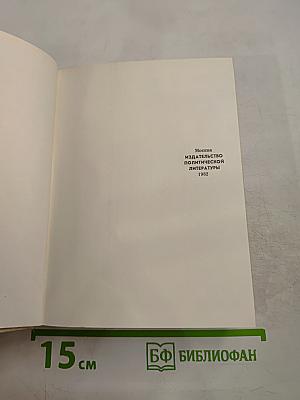 Москва
ИЗДАТЕЛЬСТВО
ПОЛИТИЧЕСКОЙ
ЛИТЕРАТУРЫ
1982
15 см
БФ БИБЛИОФАН